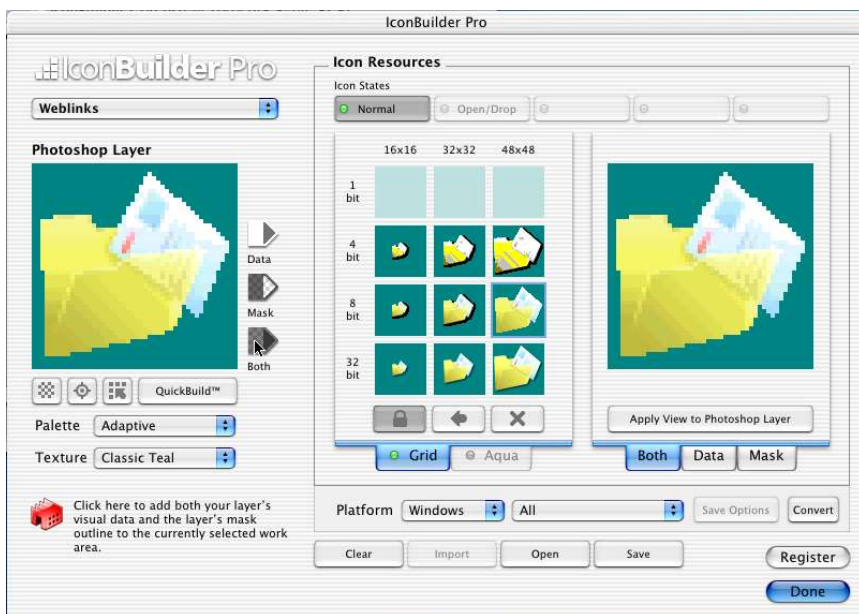 IconBuilder Pro
IconBuilder Pro
Weblinks
Photoshop Layer
Data
Mask
Both
QuickBuild™
Palette Adaptive
Texture Classic Teal
Click here to add both your layer's
visual data and the layer's mask
outline to the currently selected work
area.
Icon Resources
Icon States
Normal Open/Drop
16x16 32x32 48x48
1
bit
4
bit
8
bit
32
bit
Grid Aqua
Apply View to Photoshop Layer
Both Data Mask
Platform Windows All Save Options Convert
Clear Import Open Save
Register
Done